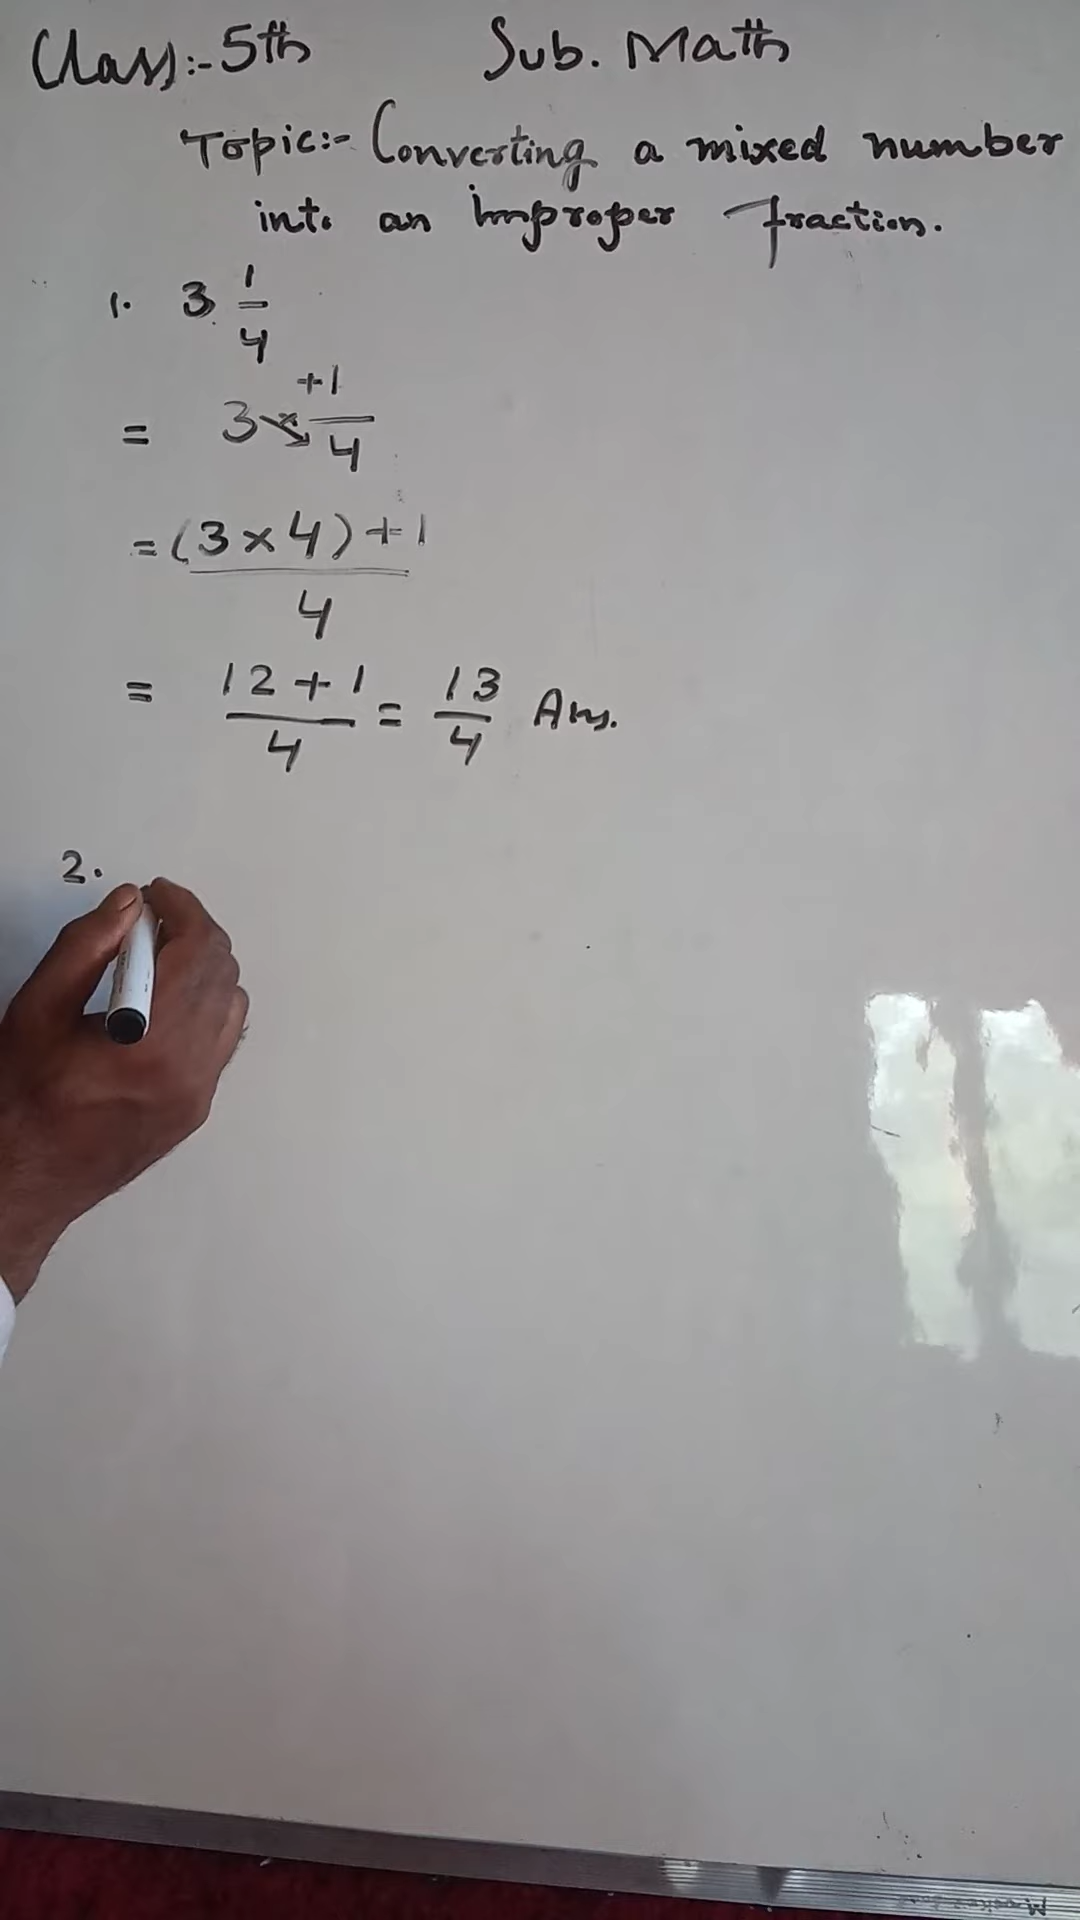 Class:- 5th Sub. Math
Topic:- Converting a mixed number
into an improper fraction.
1. 3 1/4
= 3 × +1/4
= (3 × 4) + 1 / 4
= 12 + 1 / 4 = 13/4 Ans.
2.